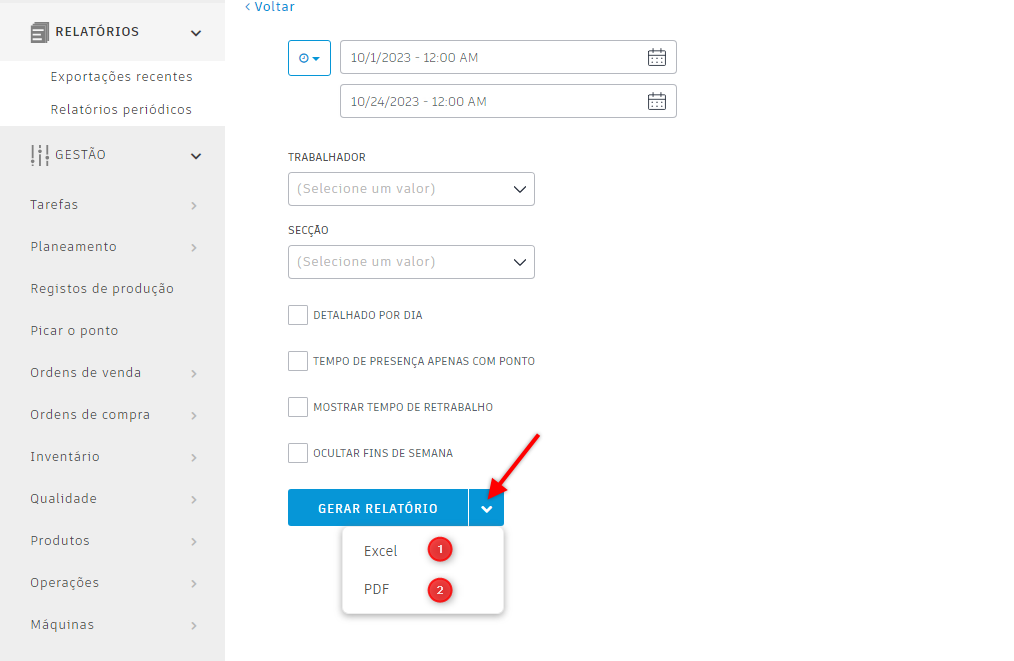 RELATÓRIOS
Exportações recentes
Relatórios periódicos
GESTÃO
Tarefas
Planeamento
Registos de produção
Picar o ponto
Ordens de venda
Ordens de compra
Inventário
Qualidade
Produtos
Operações
Máquinas
< Voltar
10/1/2023 - 12:00 AM
10/24/2023 - 12:00 AM
TRABALHADOR
(Selecione um valor)
SECÇÃO
(Selecione um valor)
DETALHADO POR DIA
TEMPO DE PRESENÇA APENAS COM PONTO
MOSTRAR TEMPO DE RETRABALHO
OCULTAR FINS DE SEMANA
GERAR RELATÓRIO
Excel 1
PDF 2